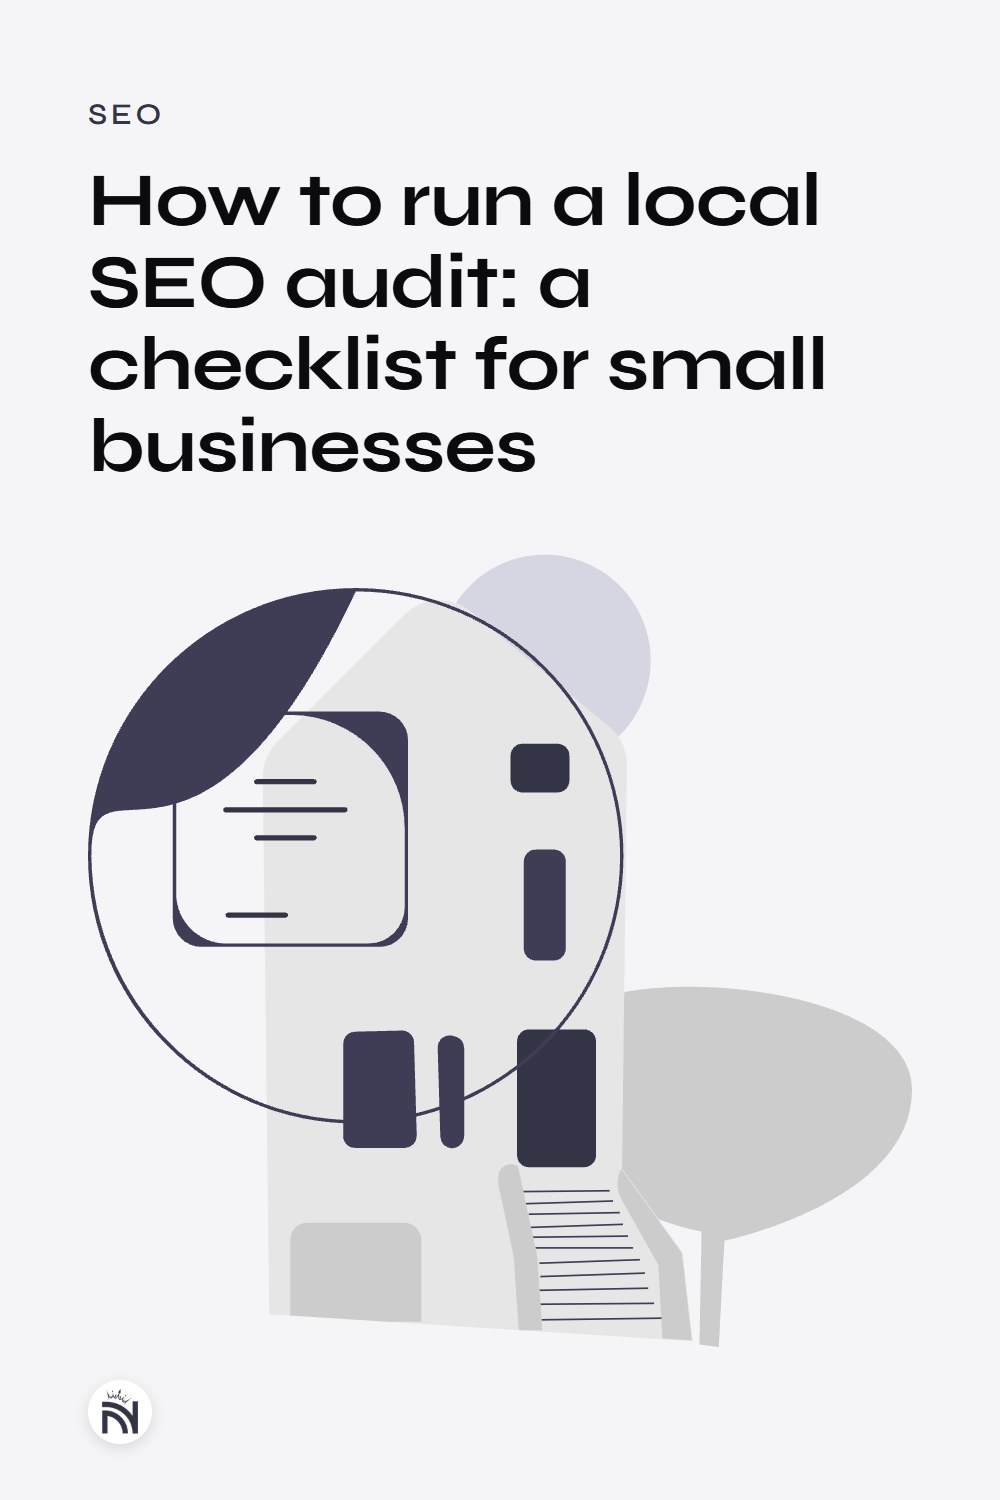 SEO
How to run a local
SEO audit: a
checklist for small
businesses